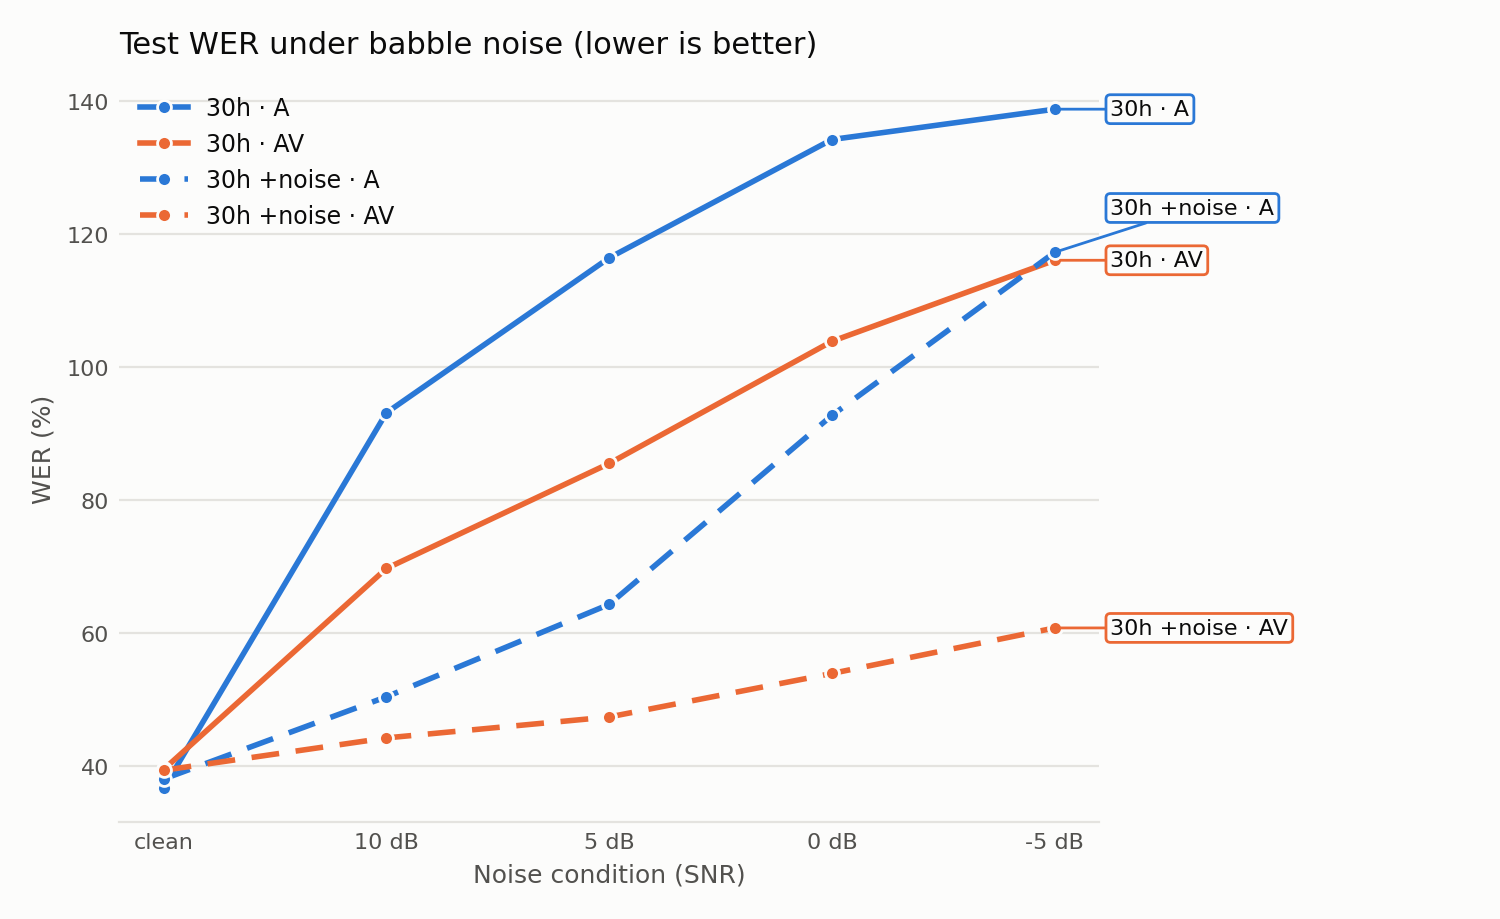 Test WER under babble noise (lower is better)
30h · A
30h · AV
30h +noise · A
30h +noise · AV
140
120
100
80
60
40
WER (%)
30h · A
30h +noise · A
30h · AV
30h +noise · AV
clean
10 dB
5 dB
0 dB
-5 dB
Noise condition (SNR)